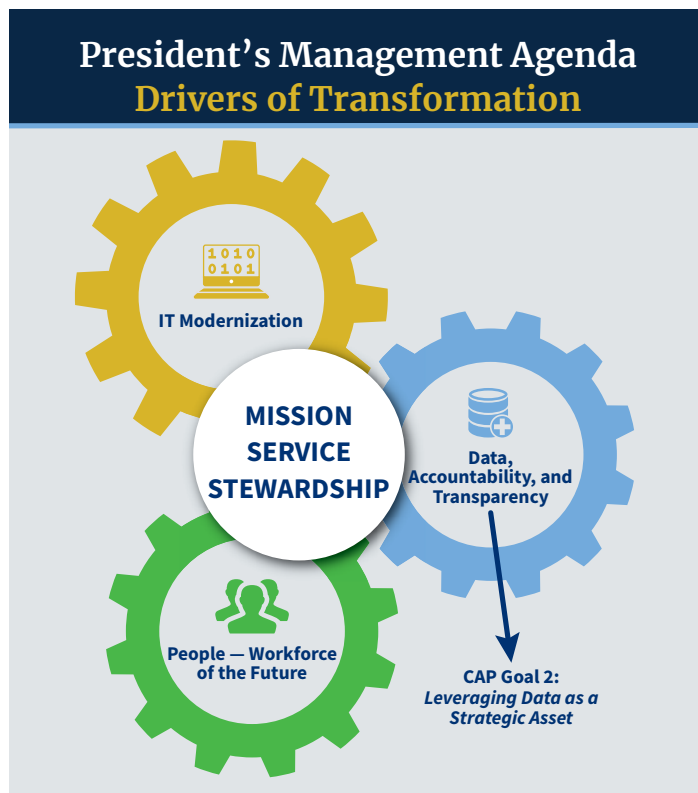 President’s Management Agenda
Drivers of Transformation
1010
0101
IT Modernization
MISSION
SERVICE
STEWARDSHIP
Data,
Accountability, and
Transparency
People — Workforce
of the Future
CAP Goal 2:
Leveraging Data as a
Strategic Asset